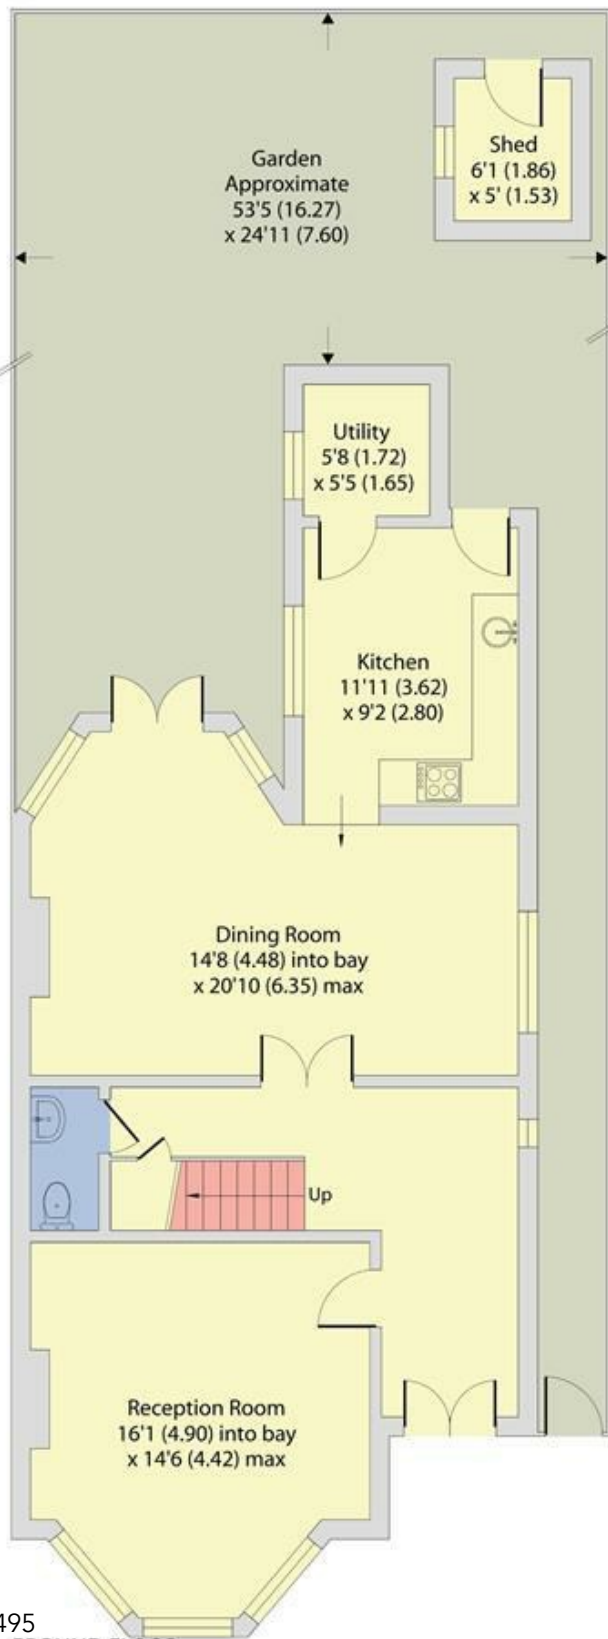 Garden
Approximate
53'5 (16.27)
x 24'11 (7.60)
Shed
6'1 (1.86)
x 5' (1.53)
Utility
5'8 (1.72)
x 5'5 (1.65)
Kitchen
11'11 (3.62)
x 9'2 (2.80)
Dining Room
14'8 (4.48) into bay
x 20'10 (6.35) max
Up
Reception Room
16'1 (4.90) into bay
x 14'6 (4.42) max
495